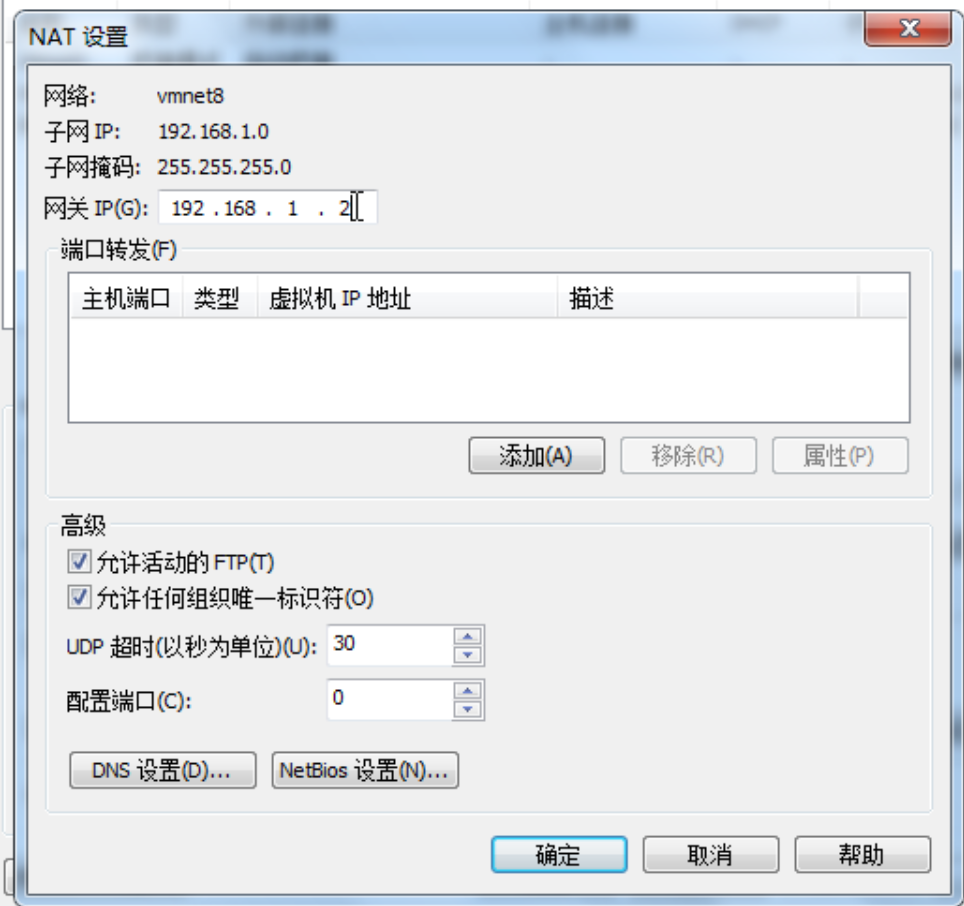 NAT 设置
网络: vmnet8
子网 IP: 192.168.1.0
子网掩码: 255.255.255.0
网关 IP(G): 192 . 168 . 1 . 2
端口转发(F)
主机端口 类型 虚拟机 IP 地址 描述
添加(A) 移除(R) 属性(P)
高级
允许活动的 FTP(T)
允许任何组织唯一标识符(O)
UDP 超时(以秒为单位)(U): 30
配置端口(C): 0
DNS 设置(D)... NetBios 设置(N)...
确定 取消 帮助